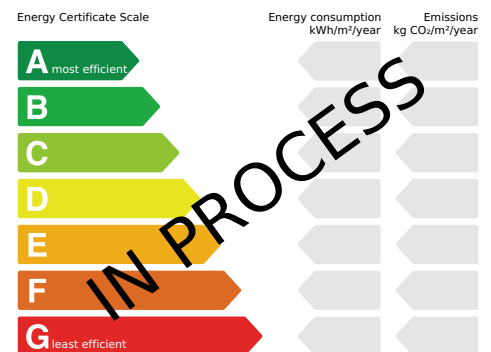 Energy Certificate Scale
Energy consumption
kWh/m²/year
Emissions
kg CO₂/m²/year
A most efficient
B
C
D
E
F
G least efficient
IN PROCESS